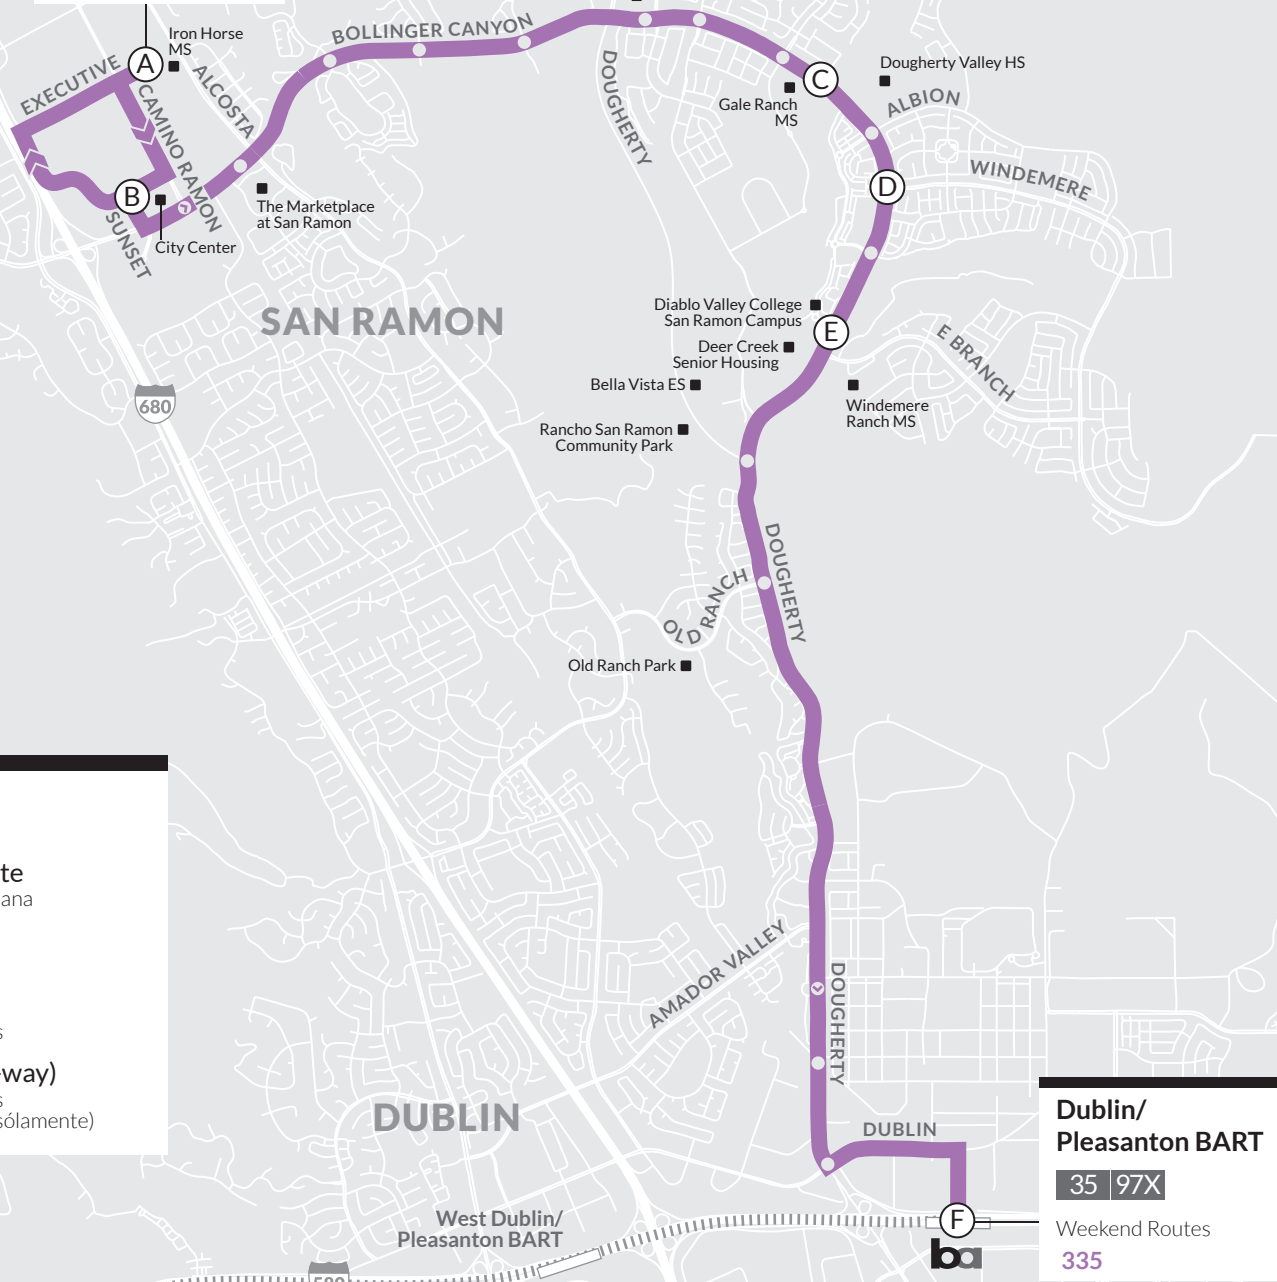 Iron Horse
MS
A
EXECUTIVE
CAMINO RAMON
ALCOSTA
BOLLINGER CANYON
DOUGHERTY
Gale Ranch
MS
C
Dougherty Valley HS
ALBION
D
WINDEMERE
B
SUNSET
City Center
The Marketplace
at San Ramon
SAN RAMON
Diablo Valley College
San Ramon Campus
E
Deer Creek
Senior Housing
E BRANCH
Bella Vista ES
Windemere
Ranch MS
680
Rancho San Ramon
Community Park
DOUGHERTY
OLD RANCH
Old Ranch Park
te
ana
s
-way)
s
sólamente)
AMADOR VALLEY
DOUGHERTY
DUBLIN
DUBLIN
West Dublin/
Pleasanton BART
F
ba
Dublin/
Pleasanton BART
35 97X
Weekend Routes
335
580